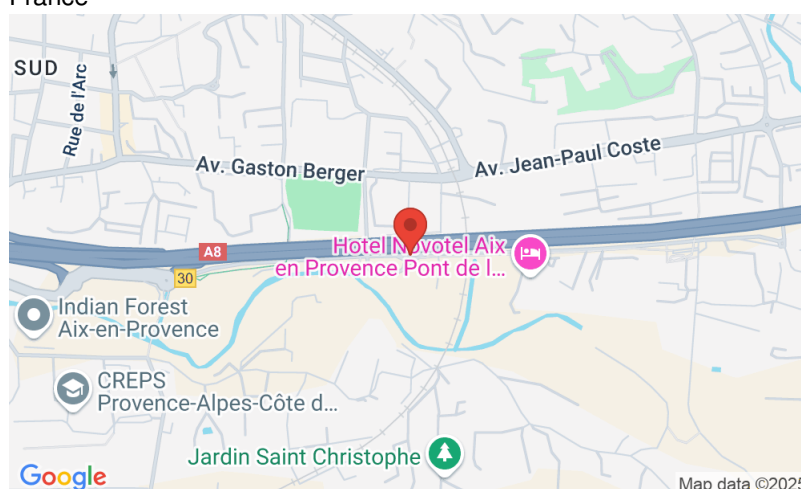 France
SUD
Rue de l'Arc
Av. Gaston Berger
Av. Jean-Paul Coste
A8
Hotel Novotel Aix
en Provence Pont de l...
30
Indian Forest
Aix-en-Provence
CREPS
Provence-Alpes-Côte d...
Jardin Saint Christophe
Google
Map data ©2025